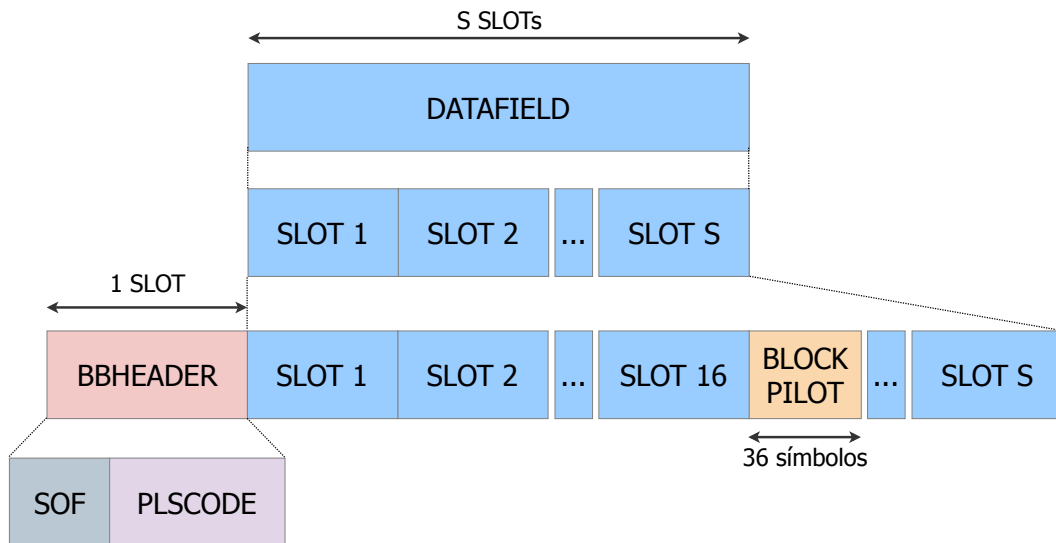 S SLOTs
DATAFIELD
SLOT 1 SLOT 2 ... SLOT S
1 SLOT
BBHEADER SLOT 1 SLOT 2 ... SLOT 16 BLOCK PILOT ... SLOT S
36 símbolos
SOF PLSCODE